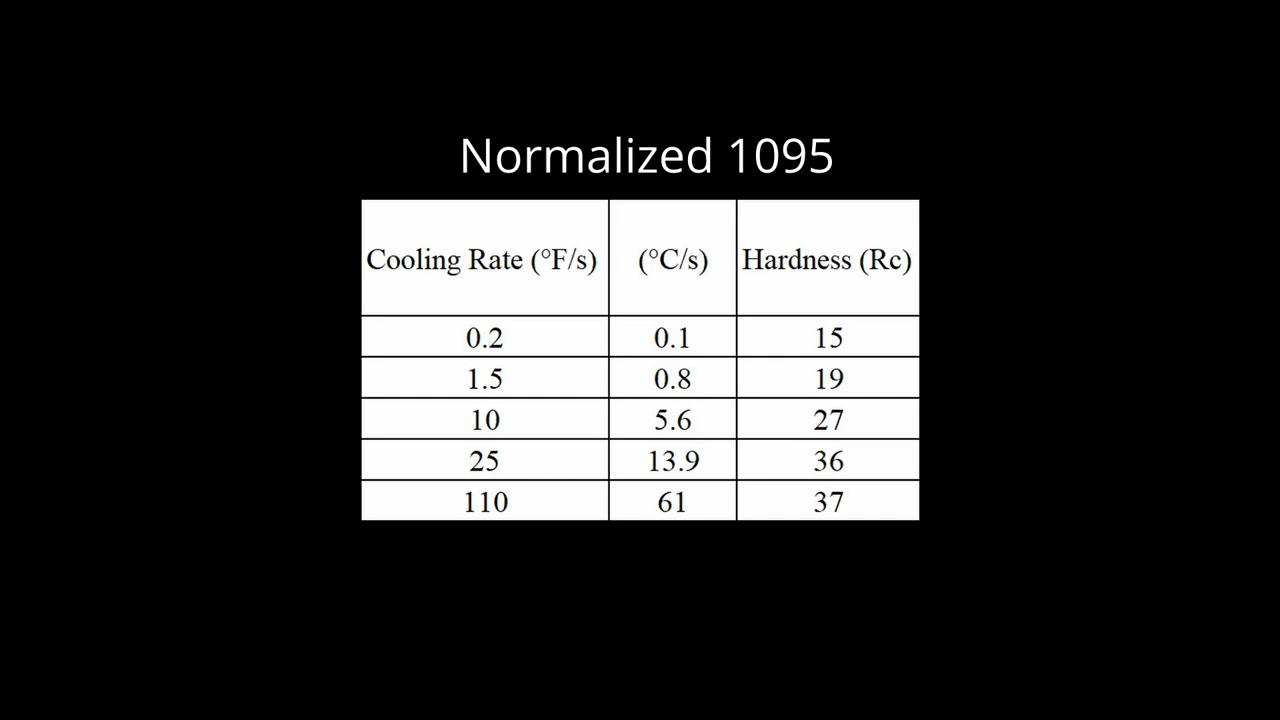 Normalized 1095
Cooling Rate (°F/s) (°C/s) Hardness (Rc)
0.2 0.1 15
1.5 0.8 19
10 5.6 27
25 13.9 36
110 61 37